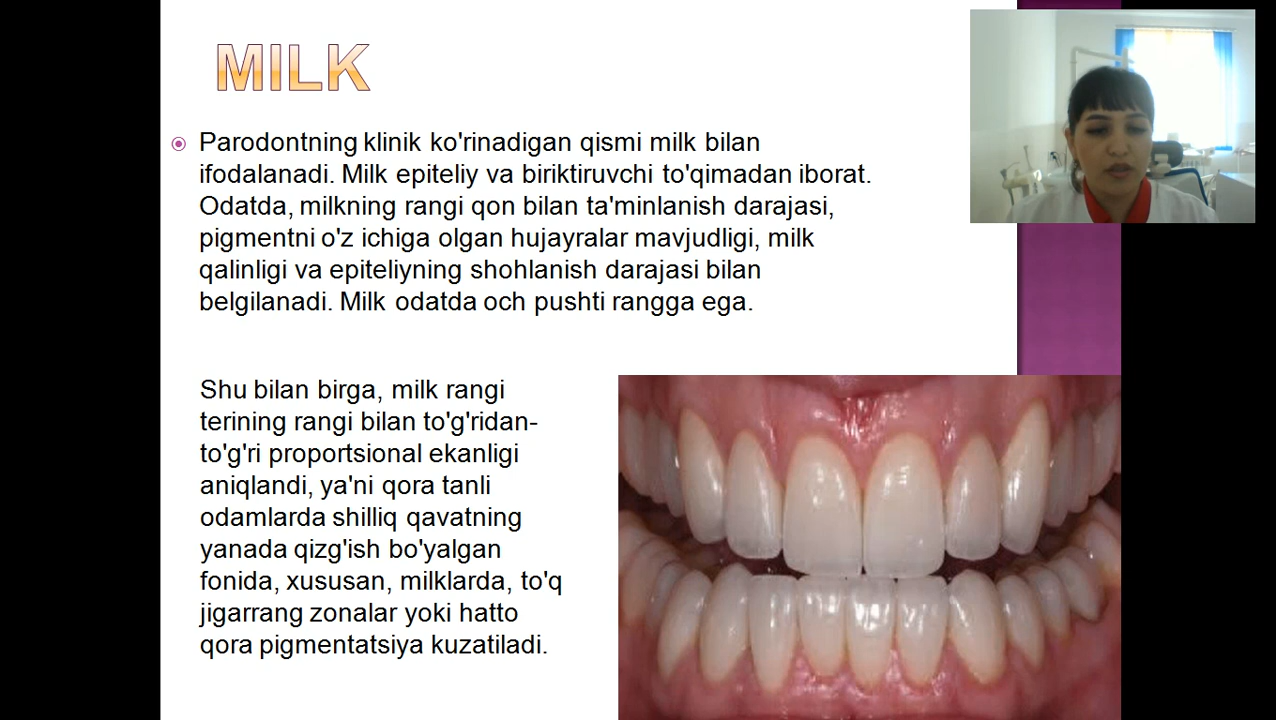 MILK
Parodontning klinik ko'rinadigan qismi milk bilan
ifodalanadi. Milk epiteliy va biriktiruvchi to'qimadan iborat.
Odatda, milkning rangi qon bilan ta'minlanish darajasi,
pigmentni o'z ichiga olgan hujayralar mavjudligi, milk
qalinligi va epiteliyning shohlanish darajasi bilan
belgilanadi. Milk odatda och pushti rangga ega.
Shu bilan birga, milk rangi
terining rangi bilan to'g'ridan-
to'g'ri proportsional ekanligi
aniqlandi, ya'ni qora tanli
odamlarda shilliq qavatning
yanada qizg'ish bo'yalgan
fonida, xususan, milklarda, to'q
jigarrang zonalar yoki hatto
qora pigmentatsiya kuzatiladi.